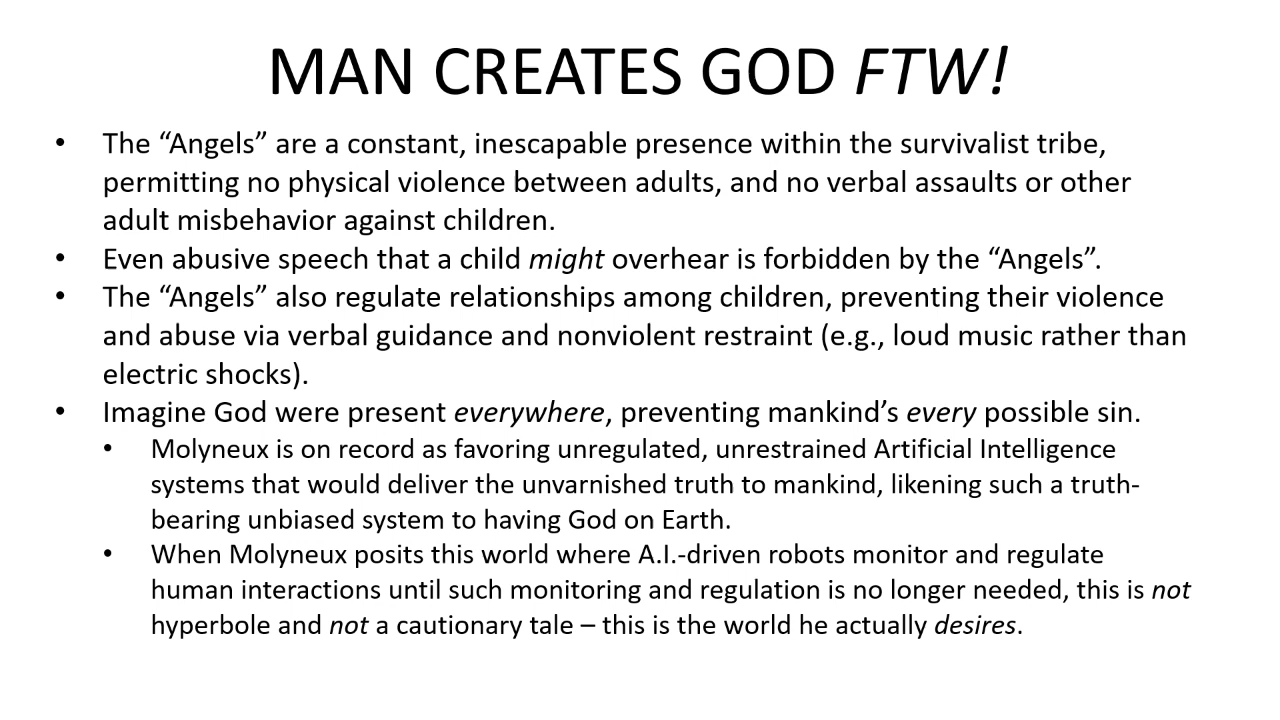 MAN CREATES GOD FTW!
• The “Angels” are a constant, inescapable presence within the survivalist tribe,
permitting no physical violence between adults, and no verbal assaults or other
adult misbehavior against children.
• Even abusive speech that a child might overhear is forbidden by the “Angels”.
• The “Angels” also regulate relationships among children, preventing their violence
and abuse via verbal guidance and nonviolent restraint (e.g., loud music rather than
electric shocks).
• Imagine God were present everywhere, preventing mankind’s every possible sin.
• Molyneux is on record as favoring unregulated, unrestrained Artificial Intelligence
systems that would deliver the unvarnished truth to mankind, likening such a truth-
bearing unbiased system to having God on Earth.
• When Molyneux posits this world where A.I.-driven robots monitor and regulate
human interactions until such monitoring and regulation is no longer needed, this is not
hyperbole and not a cautionary tale – this is the world he actually desires.